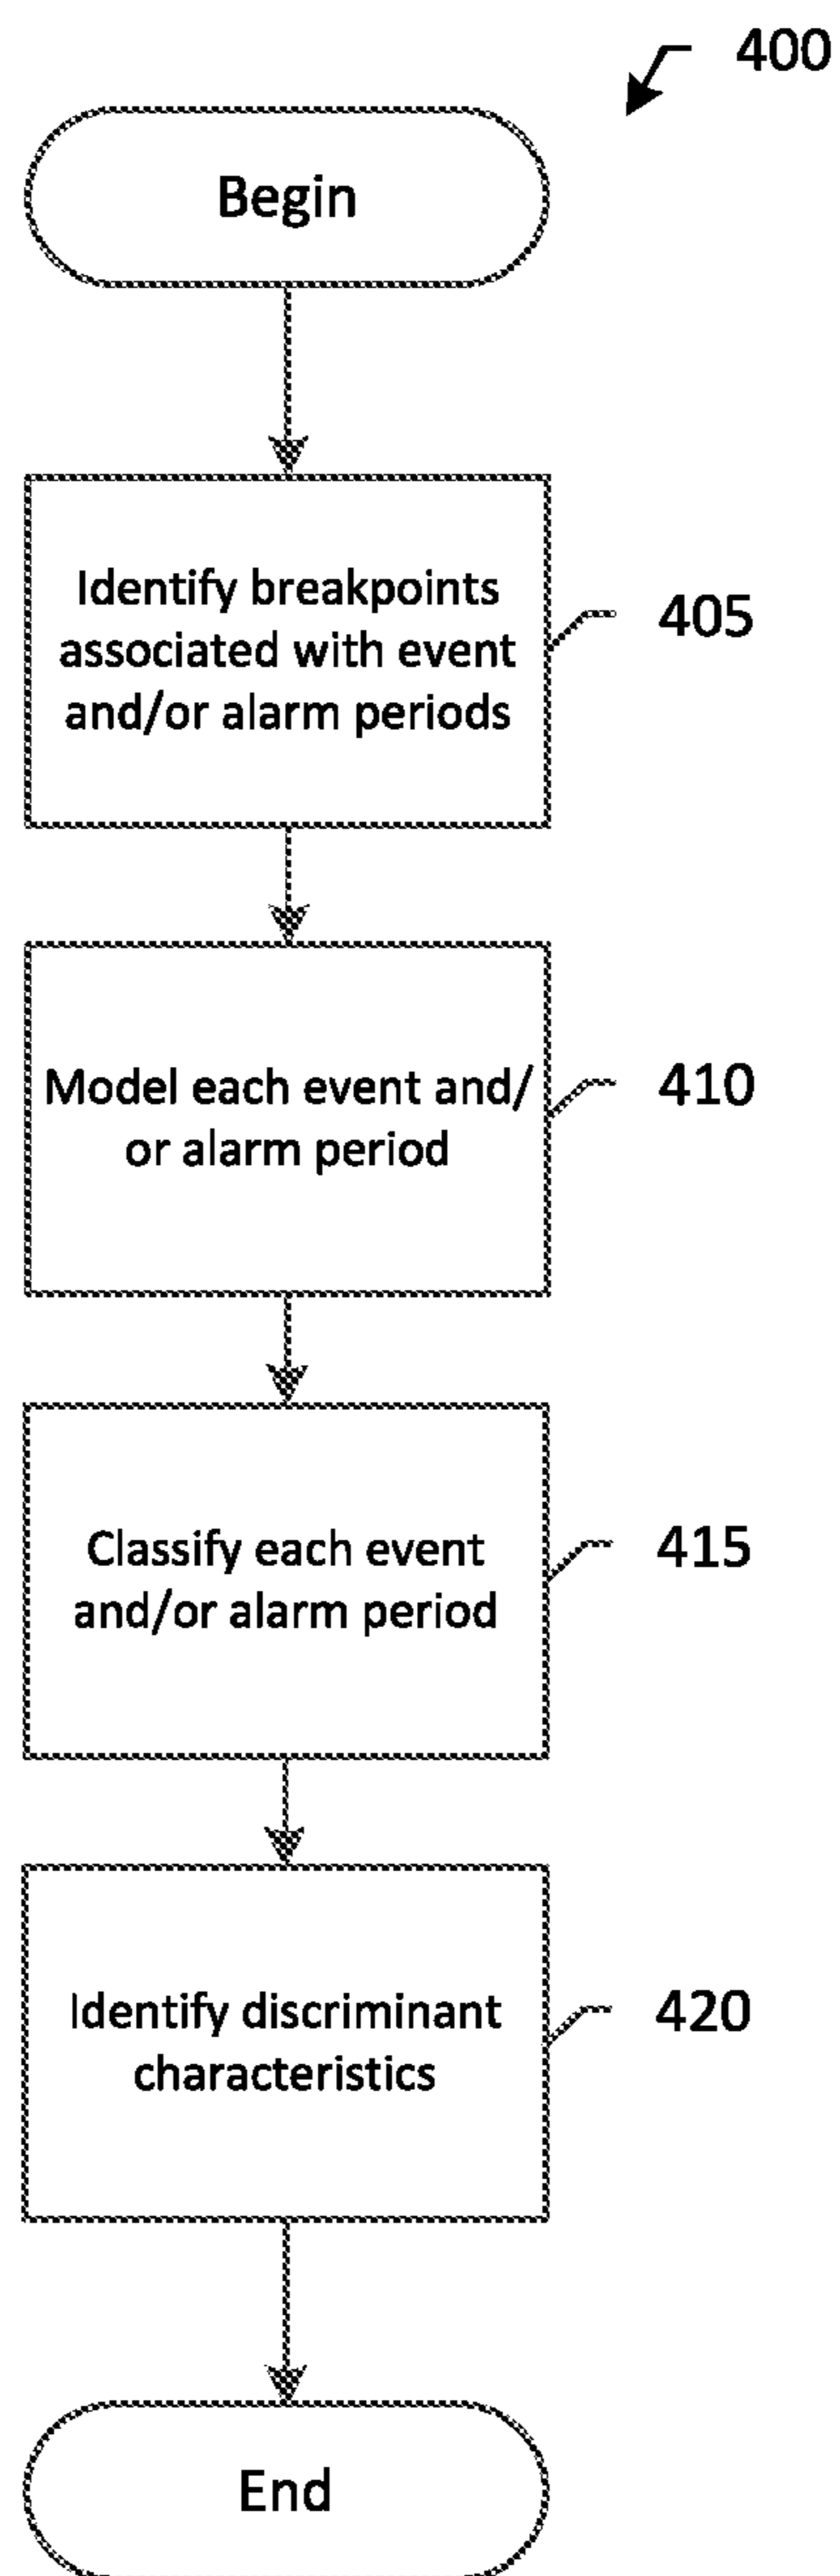 400
Begin
Identify breakpoints
associated with event
and/or alarm periods
405
Model each event and/
or alarm period
410
Classify each event
and/or alarm period
415
Identify discriminant
characteristics
420
End